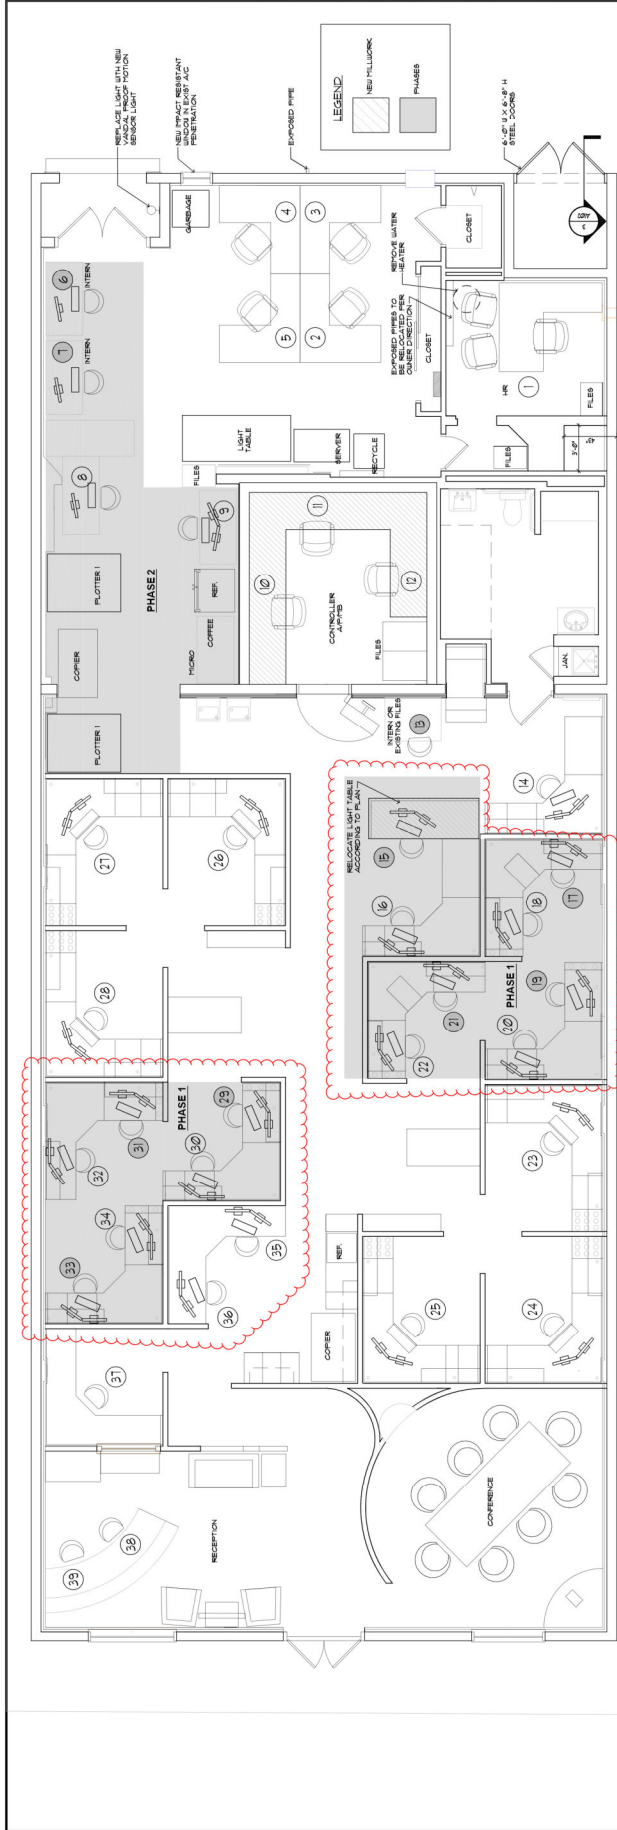 REPLACE LIGHT WITH NEW
VANDAL PROOF MOTION
SENSOR LIGHT
NEW IMPACT RESISTANT
WINDOW IN EXIST A/C
PENETRATION
EXPOSED PIPE
LEGEND
NEW MILLWORK
PHASES
6'-0" W X 6'-8" H
STEEL DOORS
3
A102
GARBAGE
4
3
5
2
CLOSET
REMOVE WATER
HEATER
EXPOSED PIPES TO
BE RELOCATED PER
OWNER DIRECTION
CLOSET
HR
1
FILES
FILES
3'-0"
6
INTERN
7
INTERN
8
FILES
9
LIGHT
TABLE
SERVER
RECYCLE
PLOTTER 1
PHASE 2
REF.
COPIER
MICRO
COFFEE
PLOTTER 1
10
11
12
CONTROLLER
A/P/MB
FILES
JAN.
INTERN OR
EXISTING FILES
13
14
27
26
28
RELOCATE LIGHT TABLE
ACCORDING TO PLAN
15
16
17
18
19
20
21
22
PHASE 1
PHASE 1
29
30
31
32
33
34
35
36
23
24
25
REF.
COPIER
37
38
39
RECEPTION
CONFERENCE